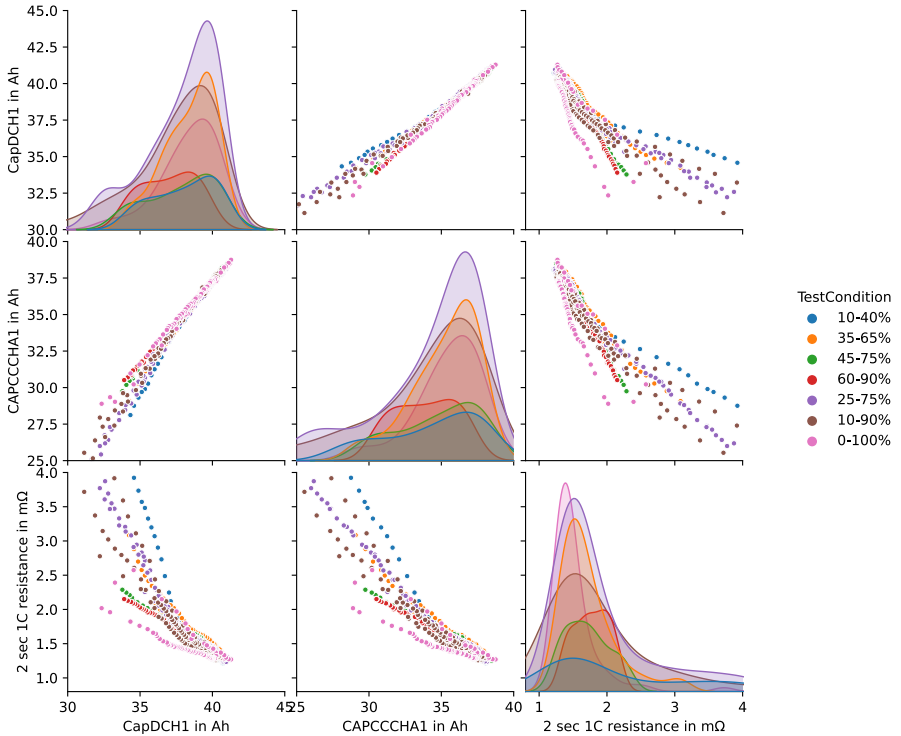 45.0
42.5
40.0
37.5
35.0
32.5
30.0
CapDCH1 in Ah
40.0
37.5
35.0
32.5
30.0
27.5
25.0
CAPCCCHA1 in Ah
4.0
3.5
3.0
2.5
2.0
1.5
1.0
2 sec 1C resistance in mΩ
30 35 40 45
CapDCH1 in Ah
25 30 35 40
CAPCCCHA1 in Ah
1 2 3 4
2 sec 1C resistance in mΩ
TestCondition
10-40%
35-65%
45-75%
60-90%
25-75%
10-90%
0-100%